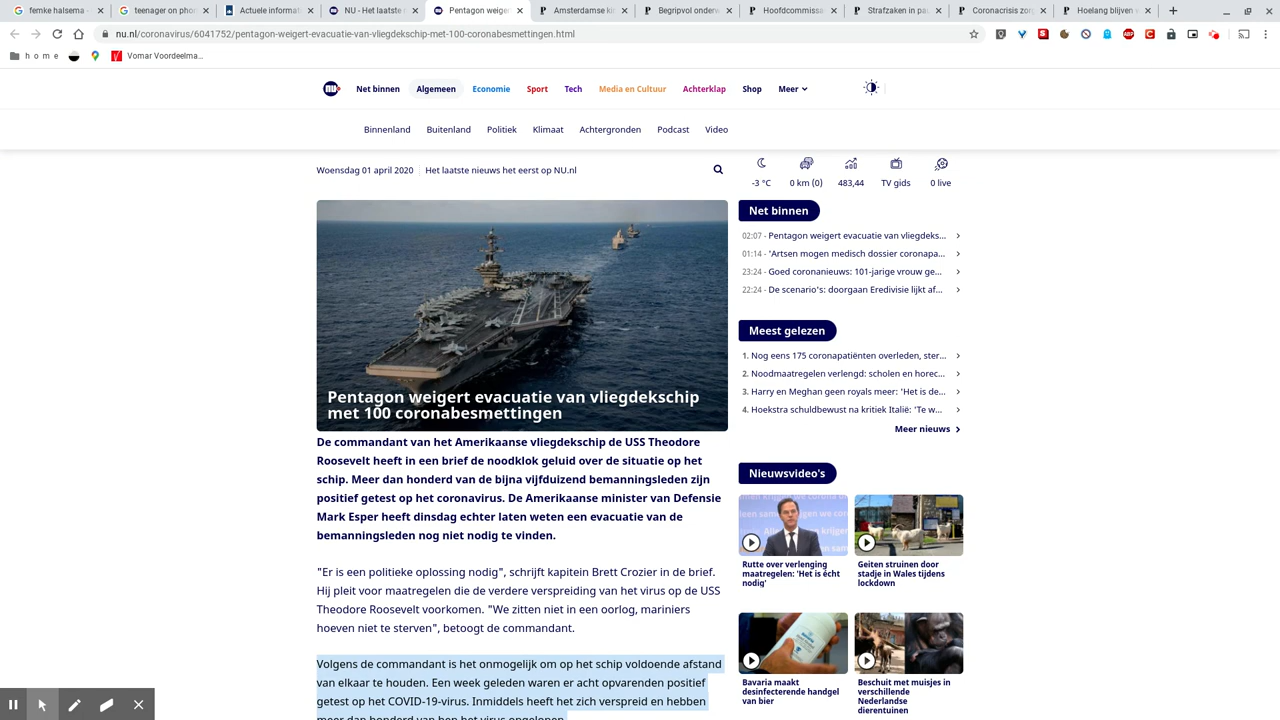 femke halsema -
teenager on phon
Actuele informati
NU - Het laatste n
Pentagon weigert
Amsterdamse kin
Begripvol onderw
Hoofdcommissar
Strafzaken in pau
Coronacrisis zorg
Hoelang blijven w
nu.nl/coronavirus/6041752/pentagon-weigert-evacuatie-van-vliegdekschip-met-100-coronabesmettingen.html
h o m e
Vomar Voordeelma...
NU
Net binnen
Algemeen
Economie
Sport
Tech
Media en Cultuur
Achterklap
Shop
Meer
Binnenland
Buitenland
Politiek
Klimaat
Achtergronden
Podcast
Video
Woensdag 01 april 2020
Het laatste nieuws het eerst op NU.nl
-3 °C
0 km (0)
483,44
TV gids
0 live
Pentagon weigert evacuatie van vliegdekschip
met 100 coronabesmettingen
De commandant van het Amerikaanse vliegdekschip de USS Theodore
Roosevelt heeft in een brief de noodklok geluid over de situatie op het
schip. Meer dan honderd van de bijna vijfduizend bemanningsleden zijn
positief getest op het coronavirus. De Amerikaanse minister van Defensie
Mark Esper heeft dinsdag echter laten weten een evacuatie van de
bemanningsleden nog niet nodig te vinden.
"Er is een politieke oplossing nodig", schrijft kapitein Brett Crozier in de brief.
Hij pleit voor maatregelen die de verdere verspreiding van het virus op de USS
Theodore Roosevelt voorkomen. "We zitten niet in een oorlog, mariniers
hoeven niet te sterven", betoogt de commandant.
Volgens de commandant is het onmogelijk om op het schip voldoende afstand
van elkaar te houden. Een week geleden waren er acht opvarenden positief
getest op het COVID-19-virus. Inmiddels heeft het zich verspreid en hebben
meer dan honderd van hen het virus opgelopen.
Net binnen
02:07 - Pentagon weigert evacuatie van vliegdeks...
01:14 - 'Artsen mogen medisch dossier coronapa...
23:24 - Goed coronanieuws: 101-jarige vrouw ge...
22:24 - De scenario's: doorgaan Eredivisie lijkt af...
Meest gelezen
1. Nog eens 175 coronapatiënten overleden, ster...
2. Noodmaatregelen verlengd: scholen en horec...
3. Harry en Meghan geen royals meer: 'Het is de...
4. Hoekstra schuldbewust na kritiek Italië: 'Te w...
Meer nieuws
Nieuwsvideo's
Rutte over verlenging
maatregelen: 'Het is écht
nodig'
Geiten struinen door
stadje in Wales tijdens
lockdown
Bavaria maakt
desinfecterende handgel
van bier
Beschuit met muisjes in
verschillende
Nederlandse
dierentuinen